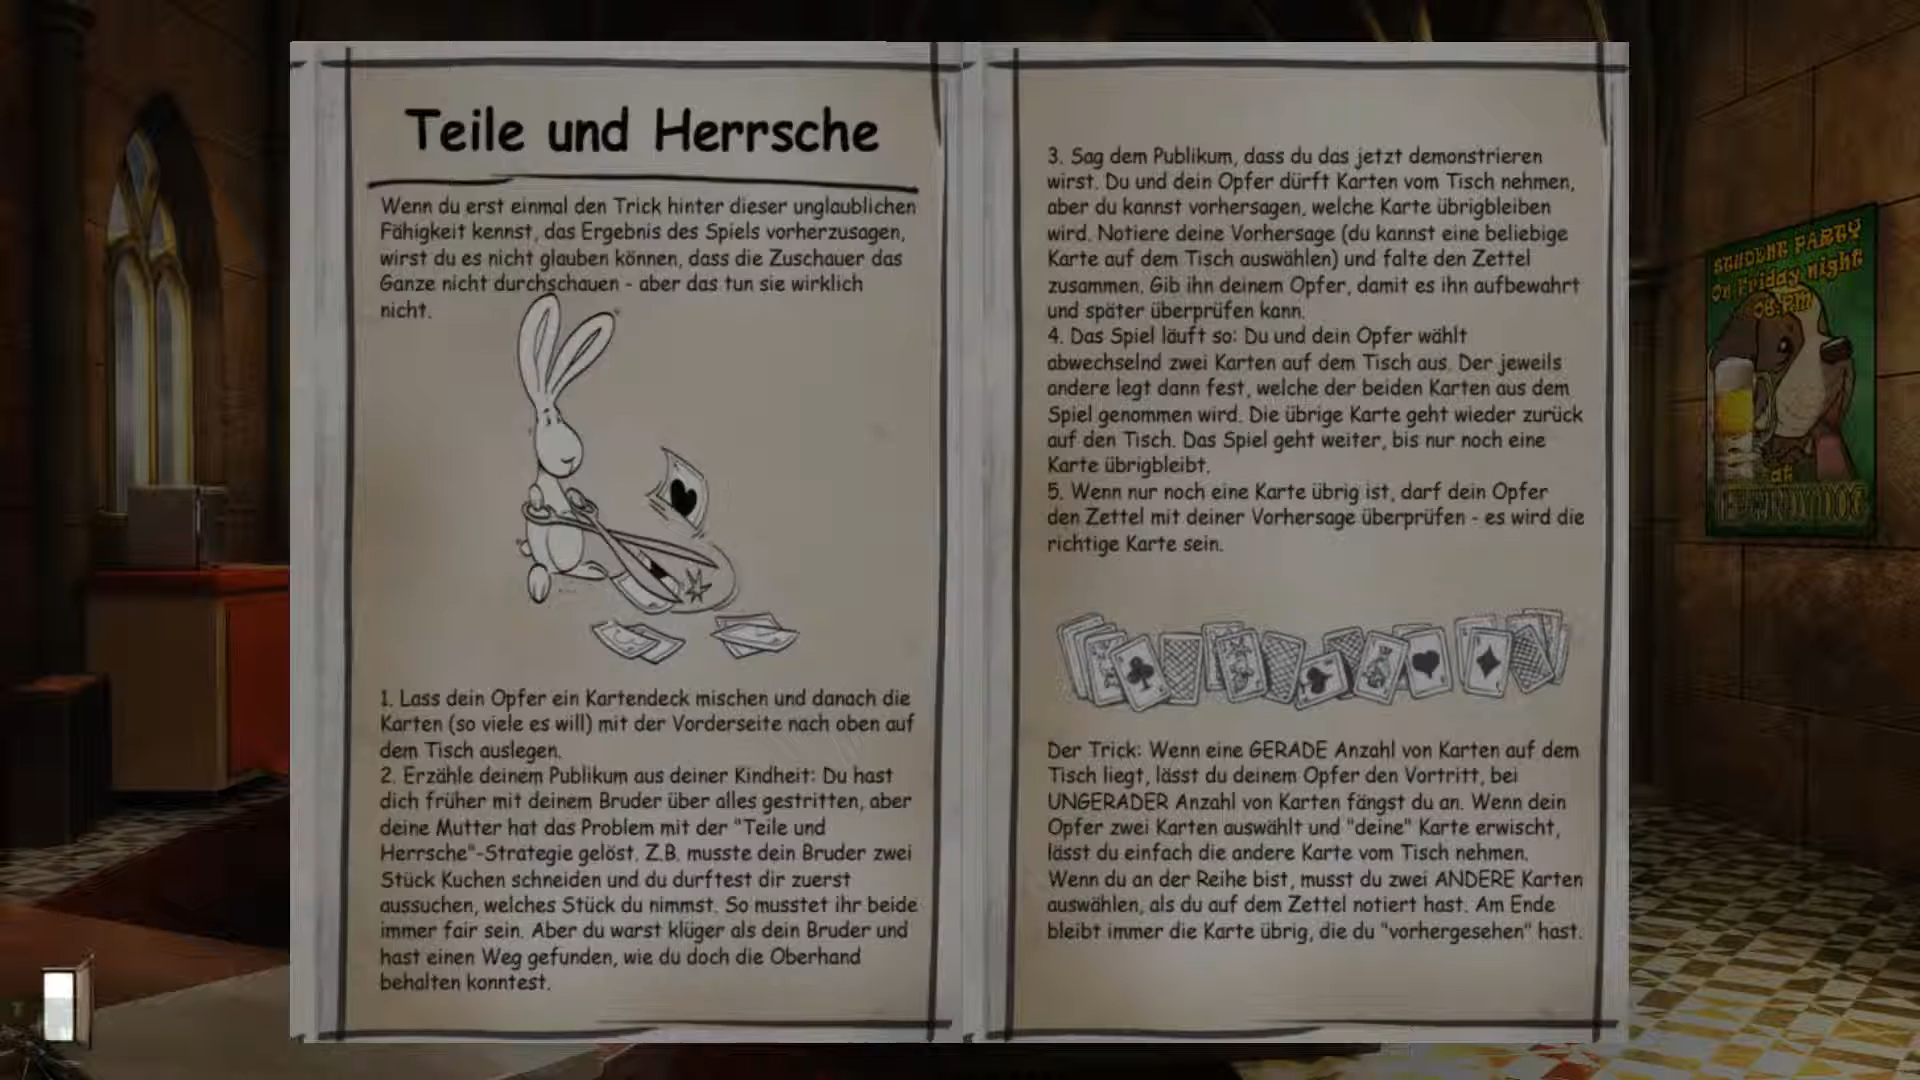 Teile und Herrsche
Wenn du erst einmal den Trick hinter dieser unglaublichen
Fähigkeit kennst, das Ergebnis des Spiels vorherzusagen,
wirst du es nicht glauben können, dass die Zuschauer das
Ganze nicht durchschauen - aber das tun sie wirklich
nicht.
1. Lass dein Opfer ein Kartendeck mischen und danach die
Karten (so viele es will) mit der Vorderseite nach oben auf
dem Tisch auslegen.
2. Erzähle deinem Publikum aus deiner Kindheit: Du hast
dich früher mit deinem Bruder über alles gestritten, aber
deine Mutter hat das Problem mit der "Teile und
Herrsche"-Strategie gelöst. Z.B. musste dein Bruder zwei
Stück Kuchen schneiden und du durftest dir zuerst
aussuchen, welches Stück du nimmst. So musstet ihr beide
immer fair sein. Aber du warst klüger als dein Bruder und
hast einen Weg gefunden, wie du doch die Oberhand
behalten konntest.
3. Sag dem Publikum, dass du das jetzt demonstrieren
wirst. Du und dein Opfer dürft Karten vom Tisch nehmen,
aber du kannst vorhersagen, welche Karte übrigbleiben
wird. Notiere deine Vorhersage (du kannst eine beliebige
Karte auf dem Tisch auswählen) und falte den Zettel
zusammen. Gib ihn deinem Opfer, damit es ihn aufbewahrt
und später überprüfen kann.
4. Das Spiel läuft so: Du und dein Opfer wählt
abwechselnd zwei Karten auf dem Tisch aus. Der jeweils
andere legt dann fest, welche der beiden Karten aus dem
Spiel genommen wird. Die übrige Karte geht wieder zurück
auf den Tisch. Das Spiel geht weiter, bis nur noch eine
Karte übrigbleibt.
5. Wenn nur noch eine Karte übrig ist, darf dein Opfer
den Zettel mit deiner Vorhersage überprüfen - es wird die
richtige Karte sein.
Der Trick: Wenn eine GERADE Anzahl von Karten auf dem
Tisch liegt, lässt du deinem Opfer den Vortritt, bei
UNGERADER Anzahl von Karten fängst du an. Wenn dein
Opfer zwei Karten auswählt und "deine" Karte erwischt,
lässt du einfach die andere Karte vom Tisch nehmen.
Wenn du an der Reihe bist, musst du zwei ANDERE Karten
auswählen, als du auf dem Zettel notiert hast. Am Ende
bleibt immer die Karte übrig, die du "vorhergesehen" hast.
STUDENT PARTY
On Friday night
08.PM
at